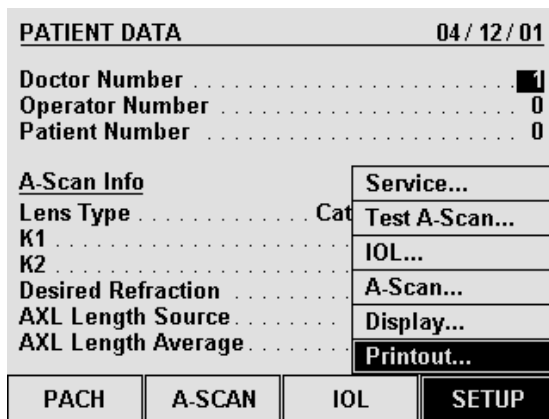 PATIENT DATA 04 / 12 / 01
Doctor Number . . . . . . . . . . . . . . . . . . . . . . . . . . . 1
Operator Number . . . . . . . . . . . . . . . . . . . . . . . . 0
Patient Number . . . . . . . . . . . . . . . . . . . . . . . . . 0
A-Scan Info
Lens Type . . . . . . . . . . . . . . Cat
K1 . . . . . . . . . . . . . . . . . . . . . . . .
K2 . . . . . . . . . . . . . . . . . . . . . . . .
Desired Refraction . . . . . . . . .
AXL Length Source . . . . . . . .
AXL Length Average . . . . . . .
Service...
Test A-Scan...
IOL...
A-Scan...
Display...
Printout...
PACH A-SCAN IOL SETUP